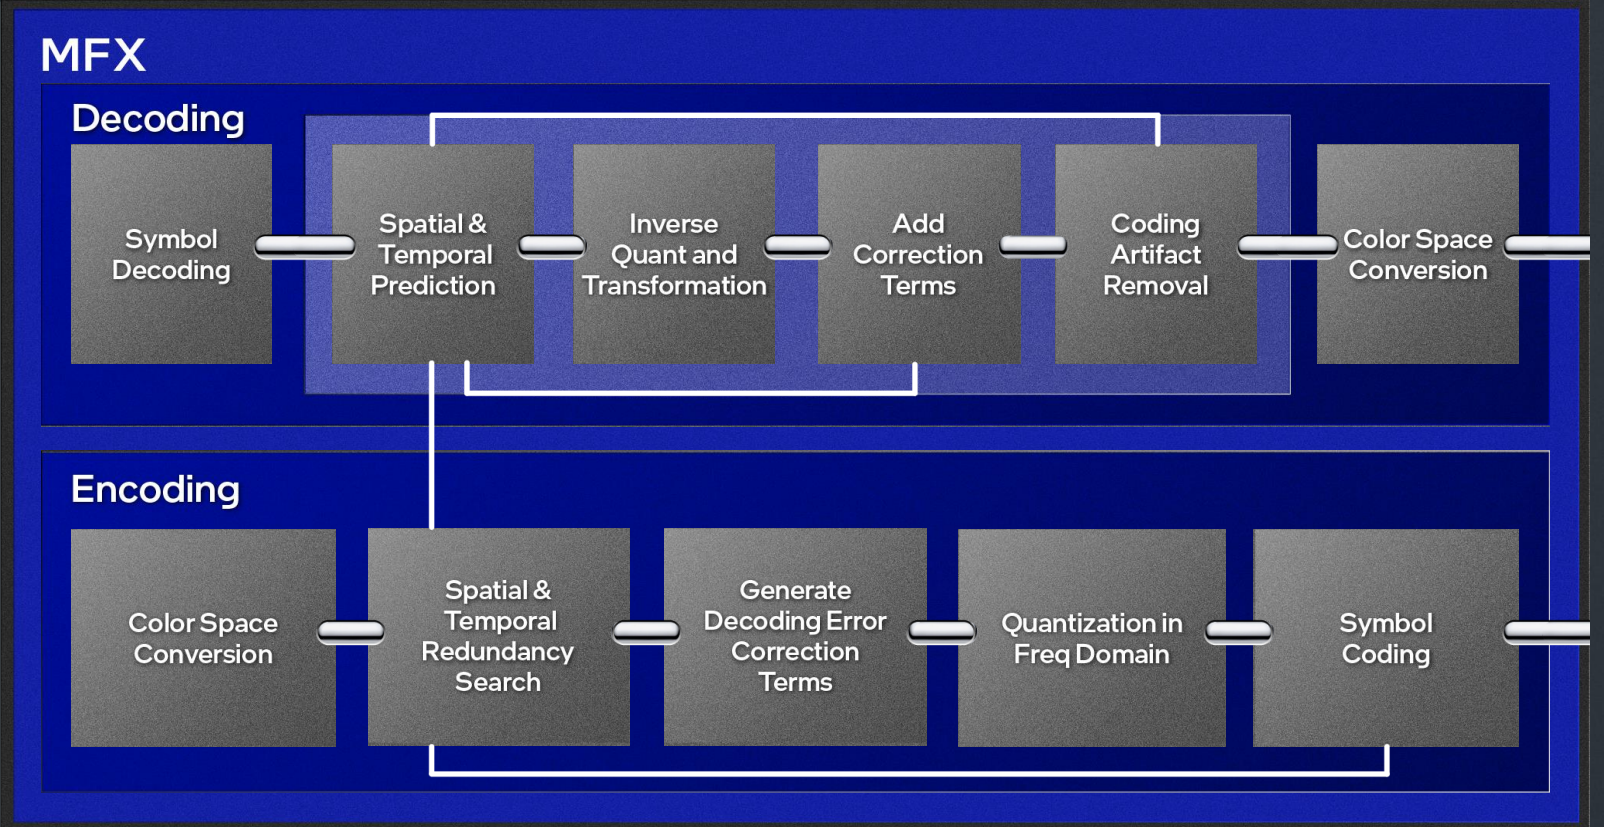 MFX
Decoding
Symbol
Decoding
Spatial &
Temporal
Prediction
Inverse
Quant and
Transformation
Add
Correction
Terms
Coding
Artifact
Removal
Color Space
Conversion
Encoding
Color Space
Conversion
Spatial &
Temporal
Redundancy
Search
Generate
Decoding Error
Correction
Terms
Quantization in
Freq Domain
Symbol
Coding